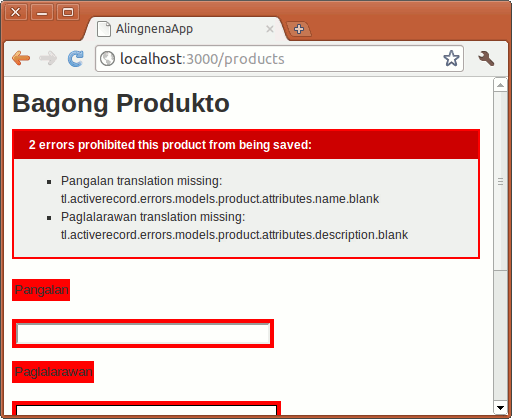 AlingnenaApp
localhost:3000/products
Bagong Produkto
2 errors prohibited this product from being saved:
Pangalan translation missing:
tl.activerecord.errors.models.product.attributes.name.blank
Paglalarawan translation missing:
tl.activerecord.errors.models.product.attributes.description.blank
Pangalan
Paglalarawan